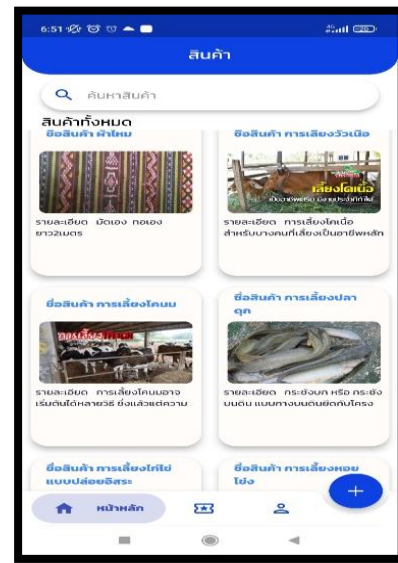 6:51
สินค้า
ค้นหาสินค้า
สินค้าทั้งหมด
ชื่อสินค้า ผ้าไหม
รายละเอียด มัดเอง ทอเอง
ยาว2เมตร
ชื่อสินค้า การเลี้ยงวัวเนื้อ
เลี้ยงโคเนื้อ
รายละเอียด การเลี้ยงโคเนื้อ
สำหรับบางคนที่เลี้ยงเป็นอาชีพหลัก
ชื่อสินค้า การเลี้ยงโคนม
การเลี้ยงโคนม
รายละเอียด การเลี้ยงโคนมอาจ
เริ่มต้นได้หลายวิธี ยิ่งแล้วแต่ความ
ชื่อสินค้า การเลี้ยงปลา
ดุก
รายละเอียด กระชังบก หรือ กระชัง
บนดิน แบบกางบนดินยึดกับโครง
ชื่อสินค้า การเลี้ยงไก่ไข่
แบบปล่อยอิสระ
ชื่อสินค้า การเลี้ยงหอย
โข่ง
หน้าหลัก